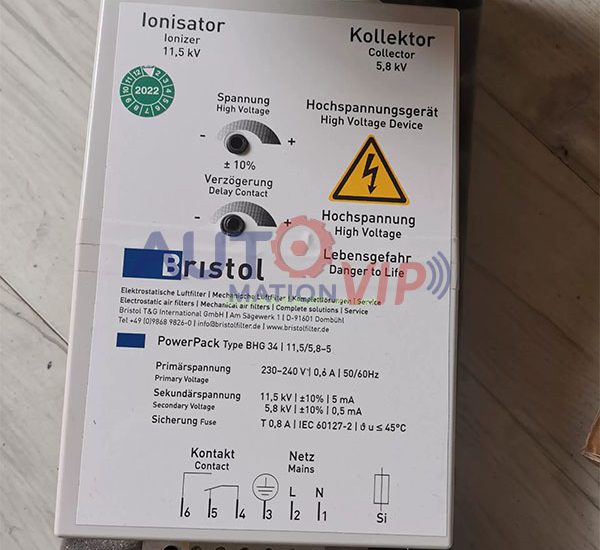 Ionisator
Ionizer
11,5 kV
Kollektor
Collector
5,8 kV
2022
Spannung
High Voltage
- +
± 10%
Verzögerung
Delay Contact
- +
Hochspannungsgerät
High Voltage Device
Hochspannung
High Voltage
Lebensgefahr
Danger to Life
Bristol
AUTOMATION VIP
Elektrostatische Luftfilter | Mechanische Luftfilter | Komplettlösungen | Service
Electrostatic air filters | Mechanical air filters | Complete solutions | Service
Bristol T&G International GmbH | Am Sägewerk 1 | D-91601 Dombühl
Tel +49 (0)9868 9826-0 | info@bristolfilter.de | www.bristolfilter.de
PowerPack Type BHG 34 | 11,5/5,8-5
Primärspannung 230-240 V | 0,6 A | 50/60Hz
Primary Voltage
Sekundärspannung 11,5 kV | ±10% | 5 mA
Secondary Voltage 5,8 kV | ±10% | 0,5 mA
Sicherung Fuse T 0,8 A | IEC 60127-2 | ϑ u ≤ 45°C
Kontakt
Contact
Netz
Mains
L N
6 5 4 3 2 1
Si